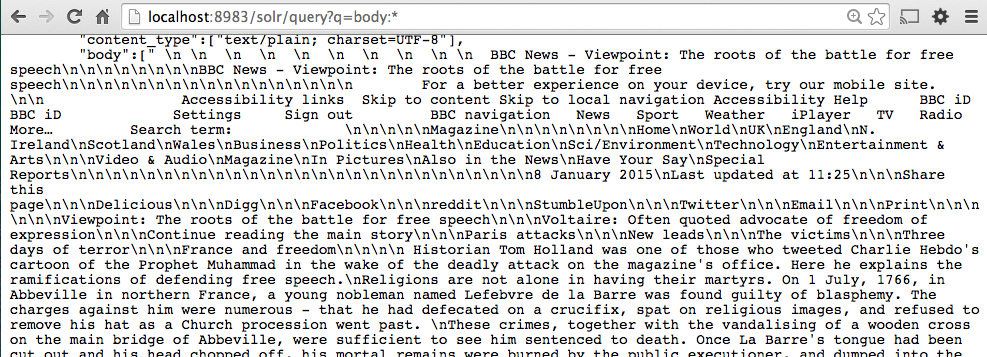 localhost:8983/solr/query?q=body:*
"content_type":["text/plain; charset=UTF-8"],
"body":[" \n \n  \n  \n  \n  \n  \n  \n \n  BBC News - Viewpoint: The roots of the battle for free
speech\n\n\n\n\n\n\n\nBBC News - Viewpoint: The roots of the battle for free
speech\n\n\n\n\n\n\n\n\n\n\n\n\n\n\n\n\n For a better experience on your device, try our mobile site.
\n\n Accessibility links  Skip to content Skip to local navigation Accessibility Help BBC iD
BBC iD Settings Sign out BBC navigation News Sport Weather iPlayer TV Radio
More… Search term: \n\n\n\n\nMagazine\n\n\n\n\n\n\n\nHome\nWorld\nUK\nEngland\nN.
Ireland\nScotland\nWales\nBusiness\nPolitics\nHealth\nEducation\nSci/Environment\nTechnology\nEntertainment &
Arts\n\n\nVideo & Audio\nMagazine\nIn Pictures\nAlso in the News\nHave Your Say\nSpecial
Reports\n\n\n\n\n\n\n\n\n\n\n\n\n\n\n\n\n\n\n\n\n\n\n\n8 January 2015\nLast updated at 11:25\n\n\nShare
this
page\n\n\nDelicious\n\n\nDigg\n\n\nFacebook\n\n\nreddit\n\n\nStumbleUpon\n\n\nTwitter\n\n\nEmail\n\n\nPrint\n\n\n\n
\n\n\nViewpoint: The roots of the battle for free speech\n\n\nVoltaire: Often quoted advocate of freedom of
expression\n\n\nContinue reading the main story\n\n\nParis attacks\n\n\nNew leads\n\n\nThe victims\n\n\nThree
days of terror\n\n\nFrance and freedom\n\n\n\n Historian Tom Holland was one of those who tweeted Charlie Hebdo's
cartoon of the Prophet Muhammad in the wake of the deadly attack on the magazine's office. Here he explains the
ramifications of defending free speech.\nReligions are not alone in having their martyrs. On 1 July, 1766, in
Abbeville in northern France, a young nobleman named Lefebvre de la Barre was found guilty of blasphemy. The
charges against him were numerous - that he had defecated on a crucifix, spat on religious images, and refused to
remove his hat as a Church procession went past. \nThese crimes, together with the vandalising of a wooden cross
on the main bridge of Abbeville, were sufficient to see him sentenced to death. Once La Barre's tongue had been
cut out and his head chopped off, his mortal remains were burned by the public executioner, and dumped into the